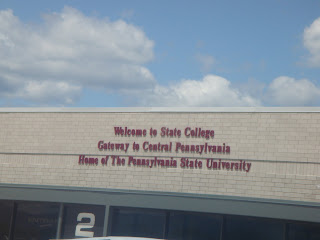 Welcome to State College
Gateway to Central Pennsylvania
Home of The Pennsylvania State University
2